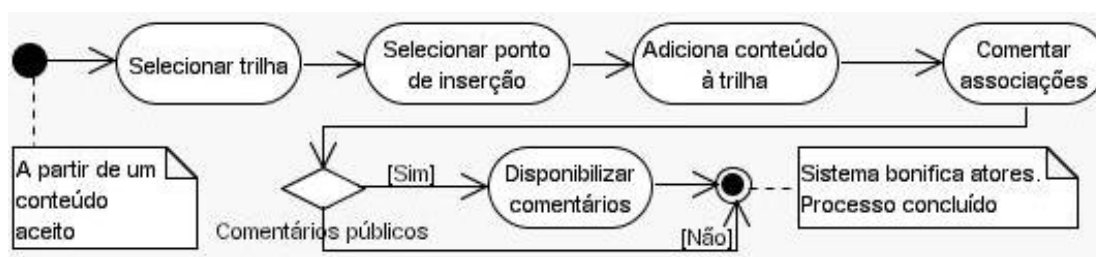 Selecionar trilha
Selecionar ponto
de inserção
Adiciona conteúdo
à trilha
Comentar
associações
A partir de um
conteúdo
aceito
[Sim]
Disponibilizar
comentários
Sistema bonifica atores.
Processo concluído
Comentários públicos
[Não]